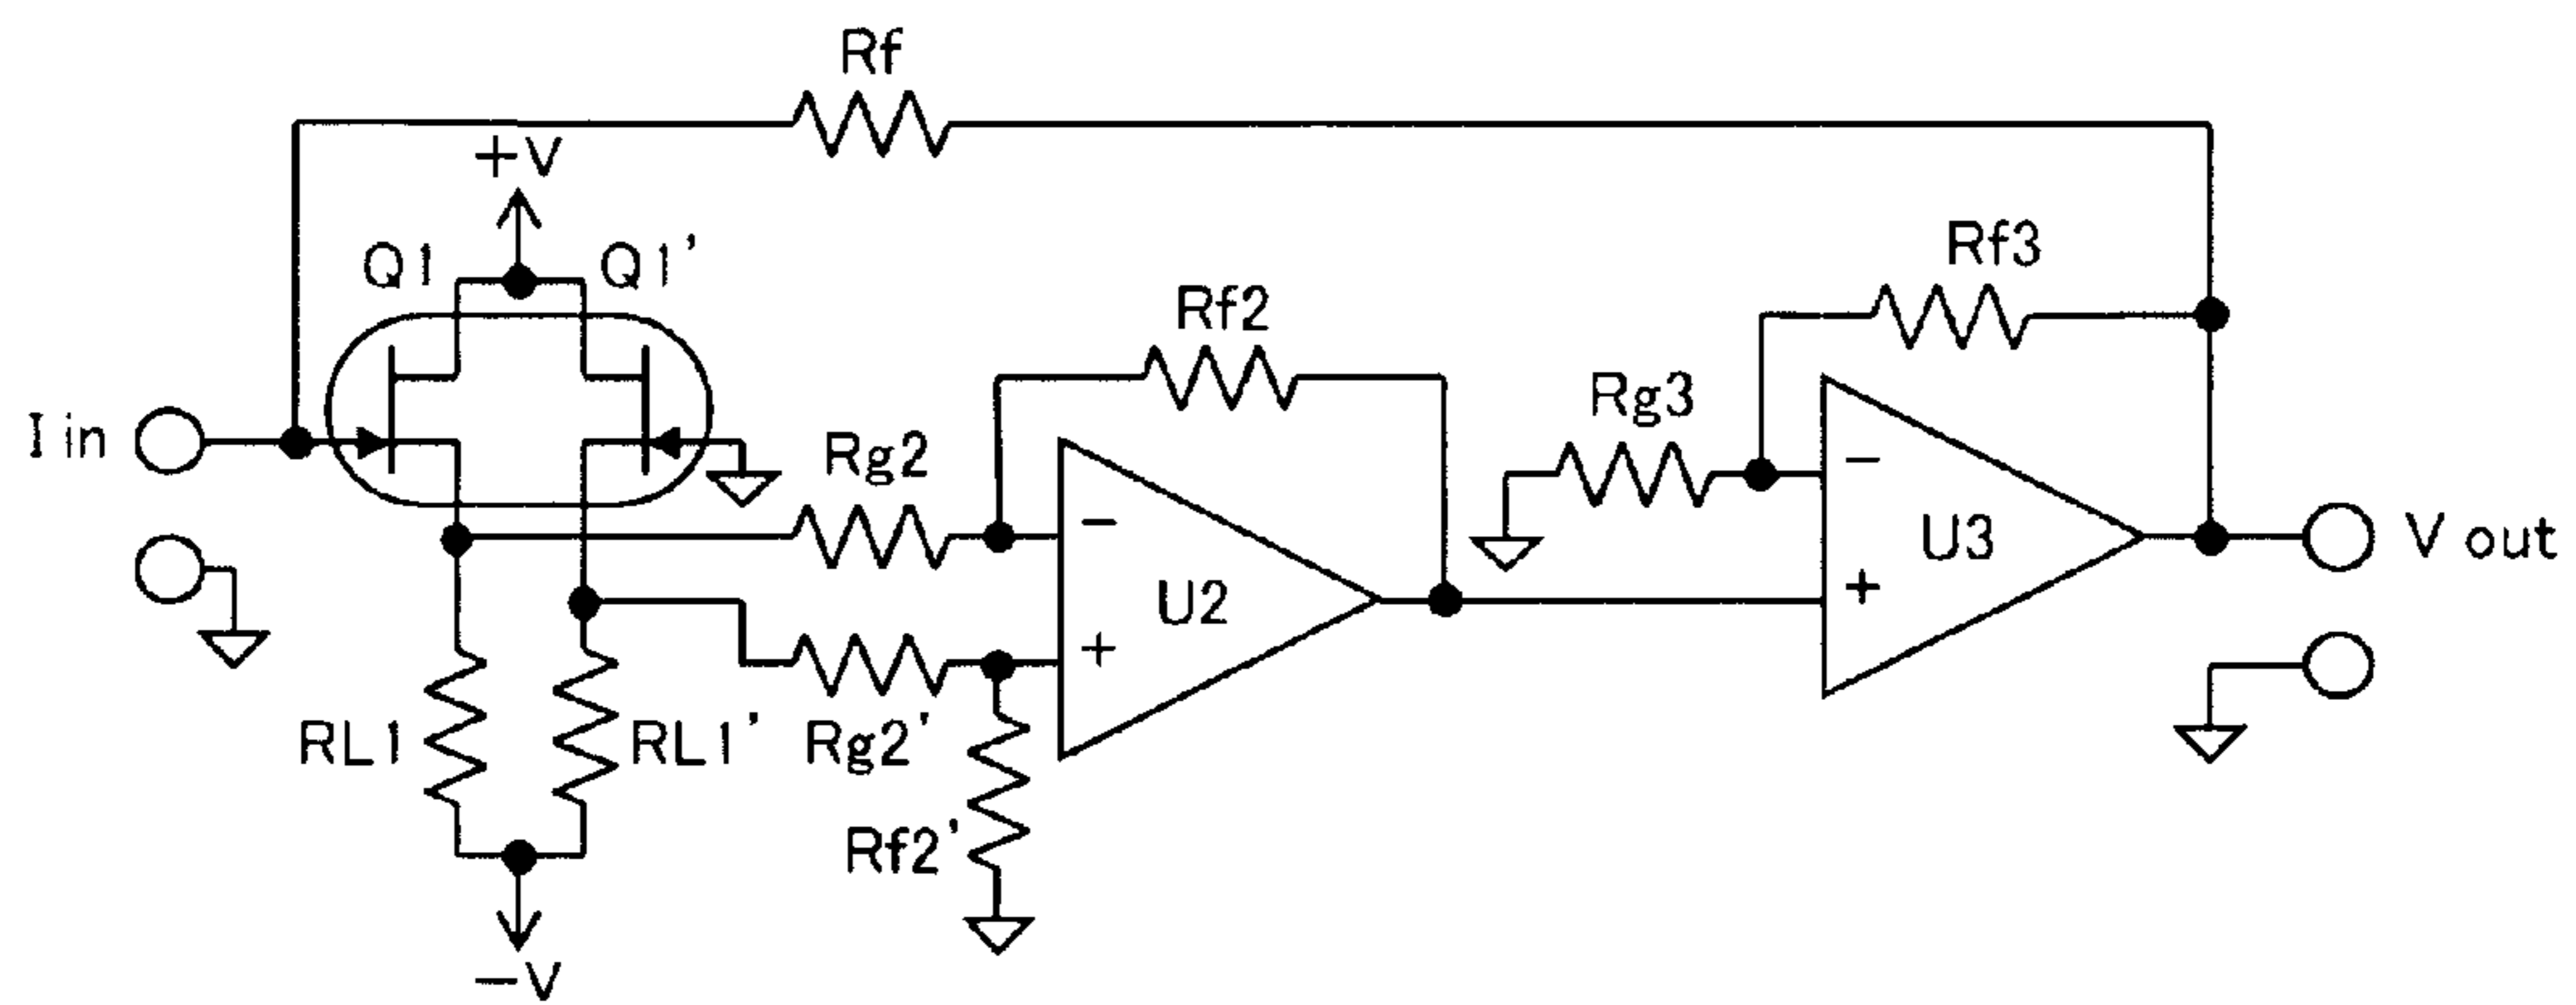 Rf
+V
Q1
Q1'
Rf3
Rf2
Rg3
I in
Rg2
−
−
U3
V out
U2
+
+
RL1
RL1'
Rg2'
Rf2'
−V